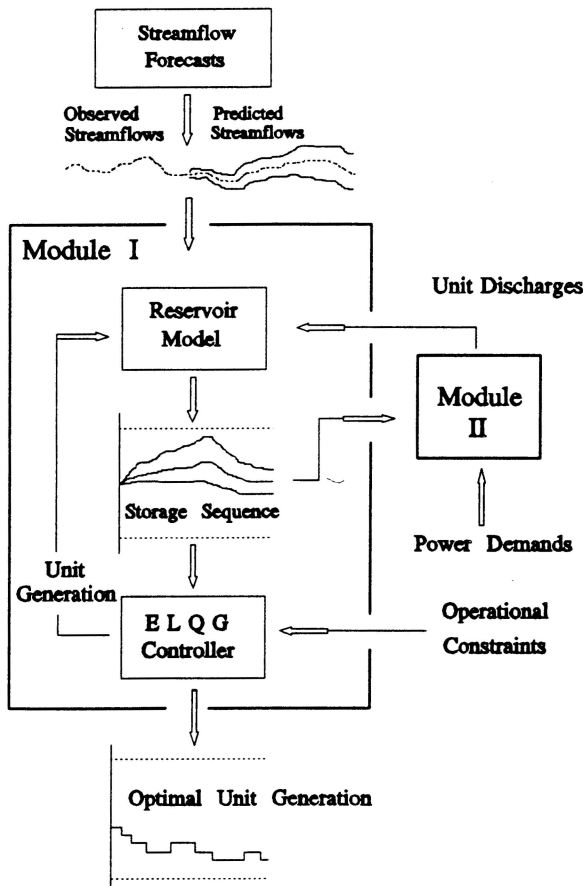 Streamflow
Forecasts
Observed
Streamflows
Predicted
Streamflows
Module I
Unit Discharges
Reservoir
Model
Module
II
Storage Sequence
Power Demands
Unit
Generation
E L Q G
Controller
Operational
Constraints
Optimal Unit Generation